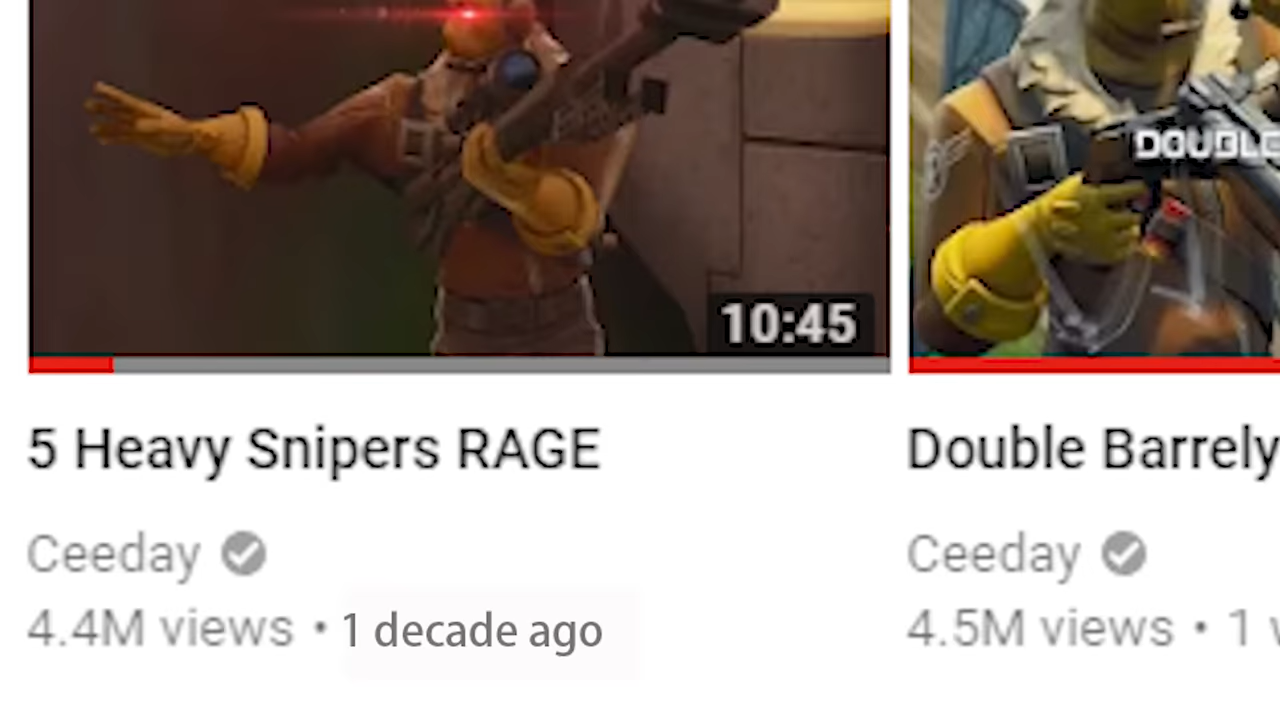 DOUBLE
10:45
5 Heavy Snipers RAGE
Double Barrely
Ceeday
Ceeday
4.4M views • 1 decade ago
4.5M views • 1